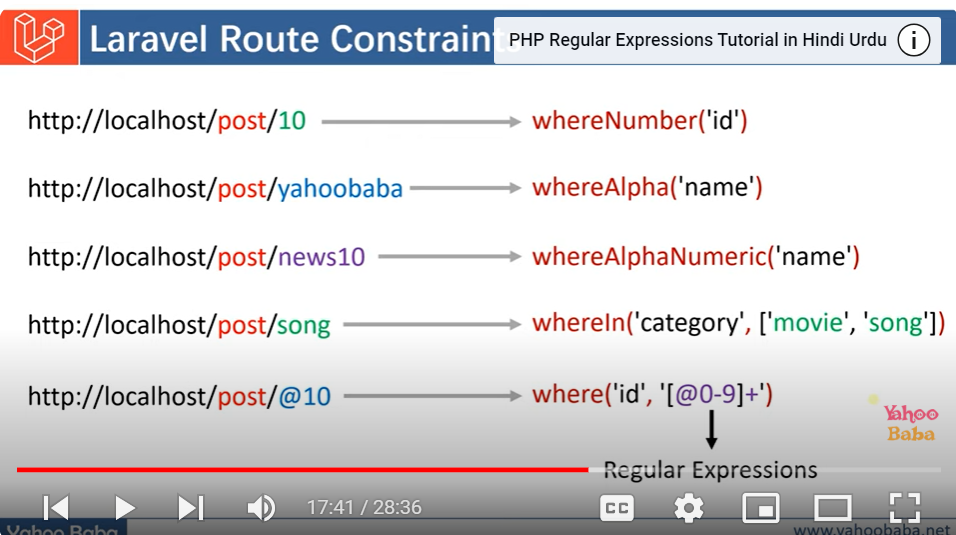 Laravel Route Constraint
PHP Regular Expressions Tutorial in Hindi Urdu
http://localhost/post/10
whereNumber('id')
http://localhost/post/yahoobaba
whereAlpha('name')
http://localhost/post/news10
whereAlphaNumeric('name')
http://localhost/post/song
whereIn('category', ['movie', 'song'])
http://localhost/post/@10
where('id', '[@0-9]+')
Yahoo
Baba
Regular Expressions
17:41 / 28:36
CC
Yahoo Baba
www.yahoobaba.net